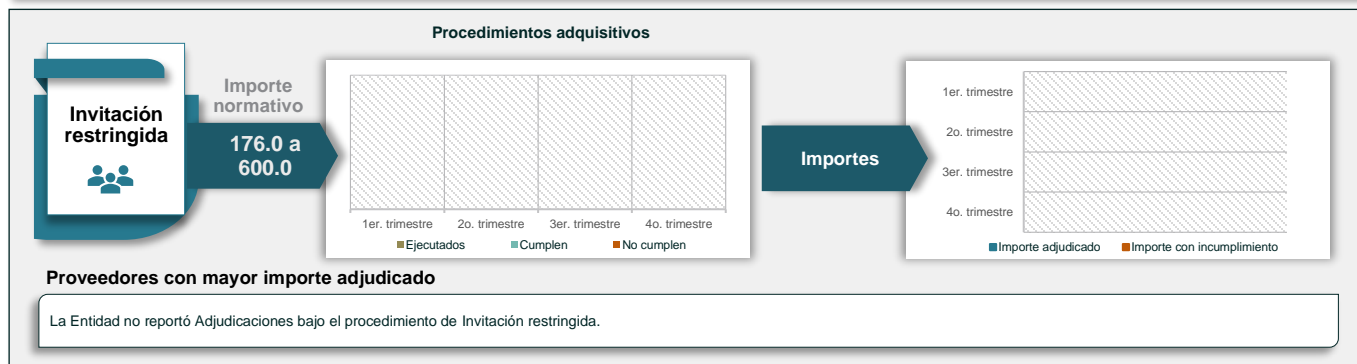 Procedimientos adquisitivos
Invitación
restringida
Importe
normativo
176.0 a
600.0
1er. trimestre
2o. trimestre
3er. trimestre
4o. trimestre
Ejecutados
Cumplen
No cumplen
Importes
1er. trimestre
2o. trimestre
3er. trimestre
4o. trimestre
Importe adjudicado
Importe con incumplimiento
Proveedores con mayor importe adjudicado
La Entidad no reportó Adjudicaciones bajo el procedimiento de Invitación restringida.